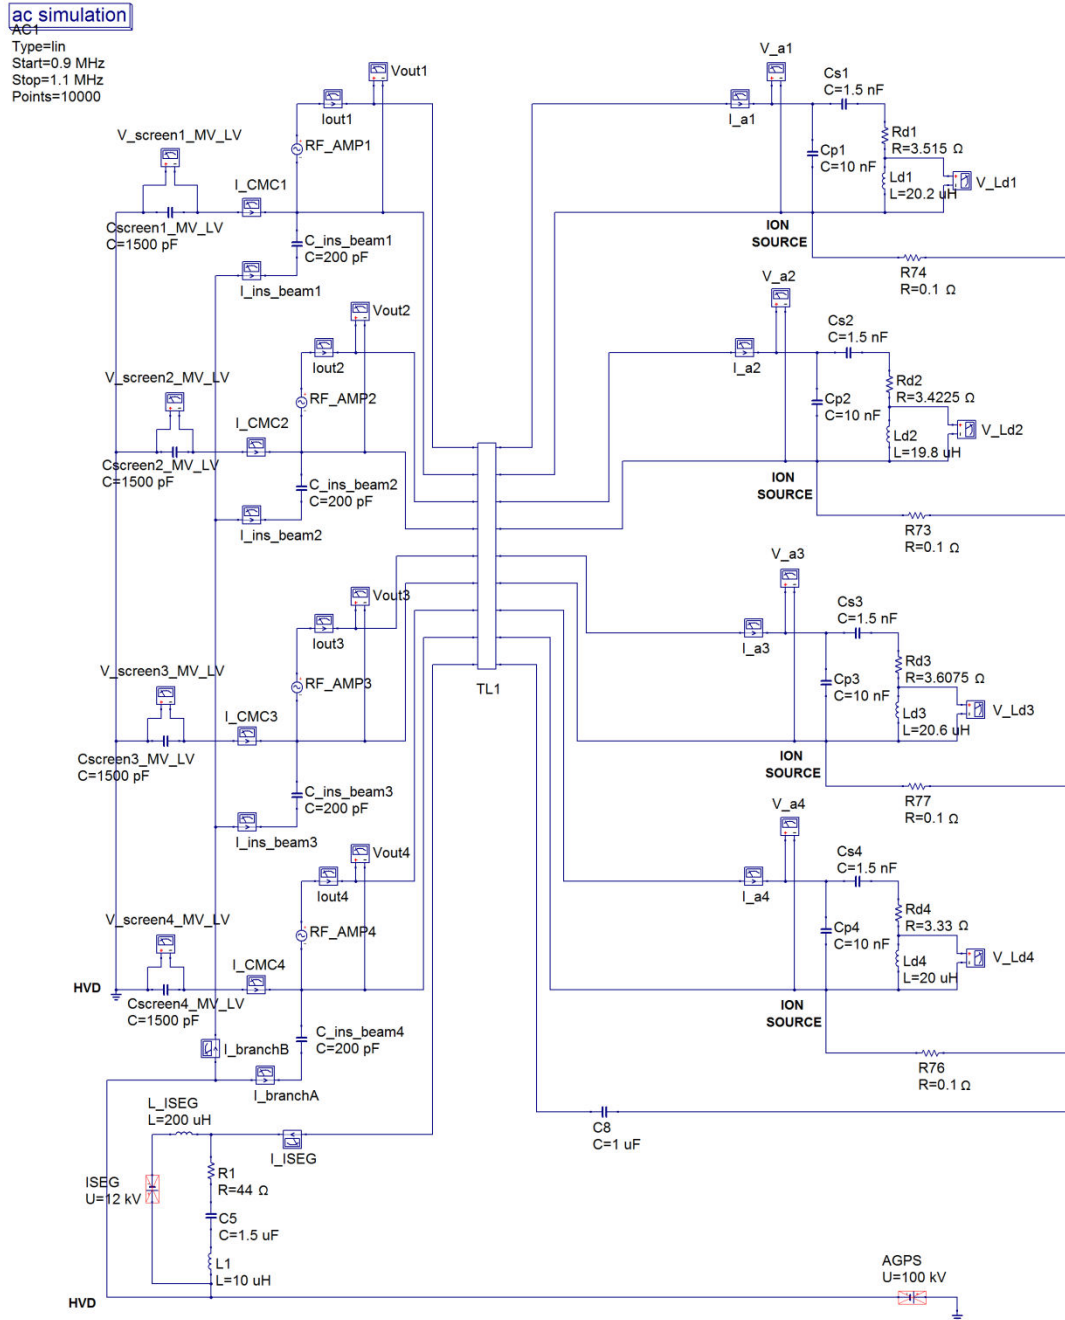 ac simulation
AC1
Type=lin
Start=0.9 MHz
Stop=1.1 MHz
Points=10000
V_screen1_MV_LV
Cscreen1_MV_LV
C=1500 pF
I_CMC1
Iout1
Vout1
RF_AMP1
C_ins_beam1
C=200 pF
I_ins_beam1
V_a1
I_a1
Cs1
C=1.5 nF
Cp1
C=10 nF
Rd1
R=3.515 Ω
Ld1
L=20.2 uH
V_Ld1
ION
SOURCE
R74
R=0.1 Ω
V_screen2_MV_LV
Cscreen2_MV_LV
C=1500 pF
I_CMC2
Iout2
Vout2
RF_AMP2
C_ins_beam2
C=200 pF
I_ins_beam2
V_a2
I_a2
Cs2
C=1.5 nF
Cp2
C=10 nF
Rd2
R=3.4225 Ω
Ld2
L=19.8 uH
V_Ld2
ION
SOURCE
R73
R=0.1 Ω
TL1
V_screen3_MV_LV
Cscreen3_MV_LV
C=1500 pF
I_CMC3
Iout3
Vout3
RF_AMP3
C_ins_beam3
C=200 pF
I_ins_beam3
V_a3
I_a3
Cs3
C=1.5 nF
Cp3
C=10 nF
Rd3
R=3.6075 Ω
Ld3
L=20.6 uH
V_Ld3
ION
SOURCE
R77
R=0.1 Ω
V_screen4_MV_LV
HVD
Cscreen4_MV_LV
C=1500 pF
I_CMC4
Iout4
Vout4
RF_AMP4
C_ins_beam4
C=200 pF
I_branchB
I_branchA
V_a4
I_a4
Cs4
C=1.5 nF
Cp4
C=10 nF
Rd4
R=3.33 Ω
Ld4
L=20 uH
V_Ld4
ION
SOURCE
R76
R=0.1 Ω
C8
C=1 uF
L_ISEG
L=200 uH
I_ISEG
ISEG
U=12 kV
R1
R=44 Ω
C5
C=1.5 uF
L1
L=10 uH
HVD
AGPS
U=100 kV